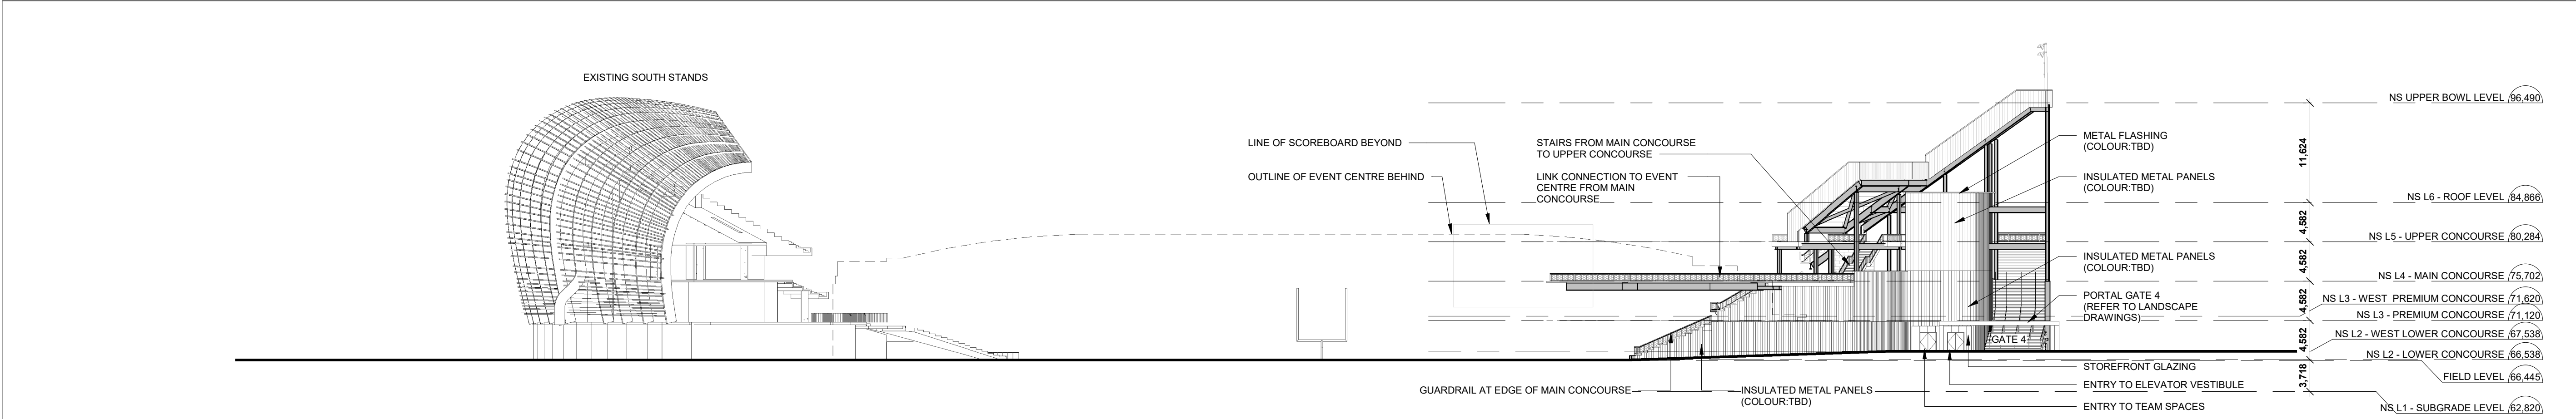 EXISTING SOUTH STANDS
LINE OF SCOREBOARD BEYOND
OUTLINE OF EVENT CENTRE BEHIND
STAIRS FROM MAIN CONCOURSE
TO UPPER CONCOURSE
LINK CONNECTION TO EVENT
CENTRE FROM MAIN
CONCOURSE
METAL FLASHING
(COLOUR:TBD)
INSULATED METAL PANELS
(COLOUR:TBD)
INSULATED METAL PANELS
(COLOUR:TBD)
PORTAL GATE 4
(REFER TO LANDSCAPE
DRAWINGS)
GATE 4
STOREFRONT GLAZING
ENTRY TO ELEVATOR VESTIBULE
ENTRY TO TEAM SPACES
GUARDRAIL AT EDGE OF MAIN CONCOURSE
INSULATED METAL PANELS
(COLOUR:TBD)
11,624
4,582
4,582
4,582
4,582
3,718
NS UPPER BOWL LEVEL 96,490
NS L6 - ROOF LEVEL 84,866
NS L5 - UPPER CONCOURSE 80,284
NS L4 - MAIN CONCOURSE 75,702
NS L3 - WEST PREMIUM CONCOURSE 71,620
NS L3 - PREMIUM CONCOURSE 71,120
NS L2 - WEST LOWER CONCOURSE 67,538
NS L2 - LOWER CONCOURSE 66,538
FIELD LEVEL 66,445
NS L1 - SUBGRADE LEVEL 62,820